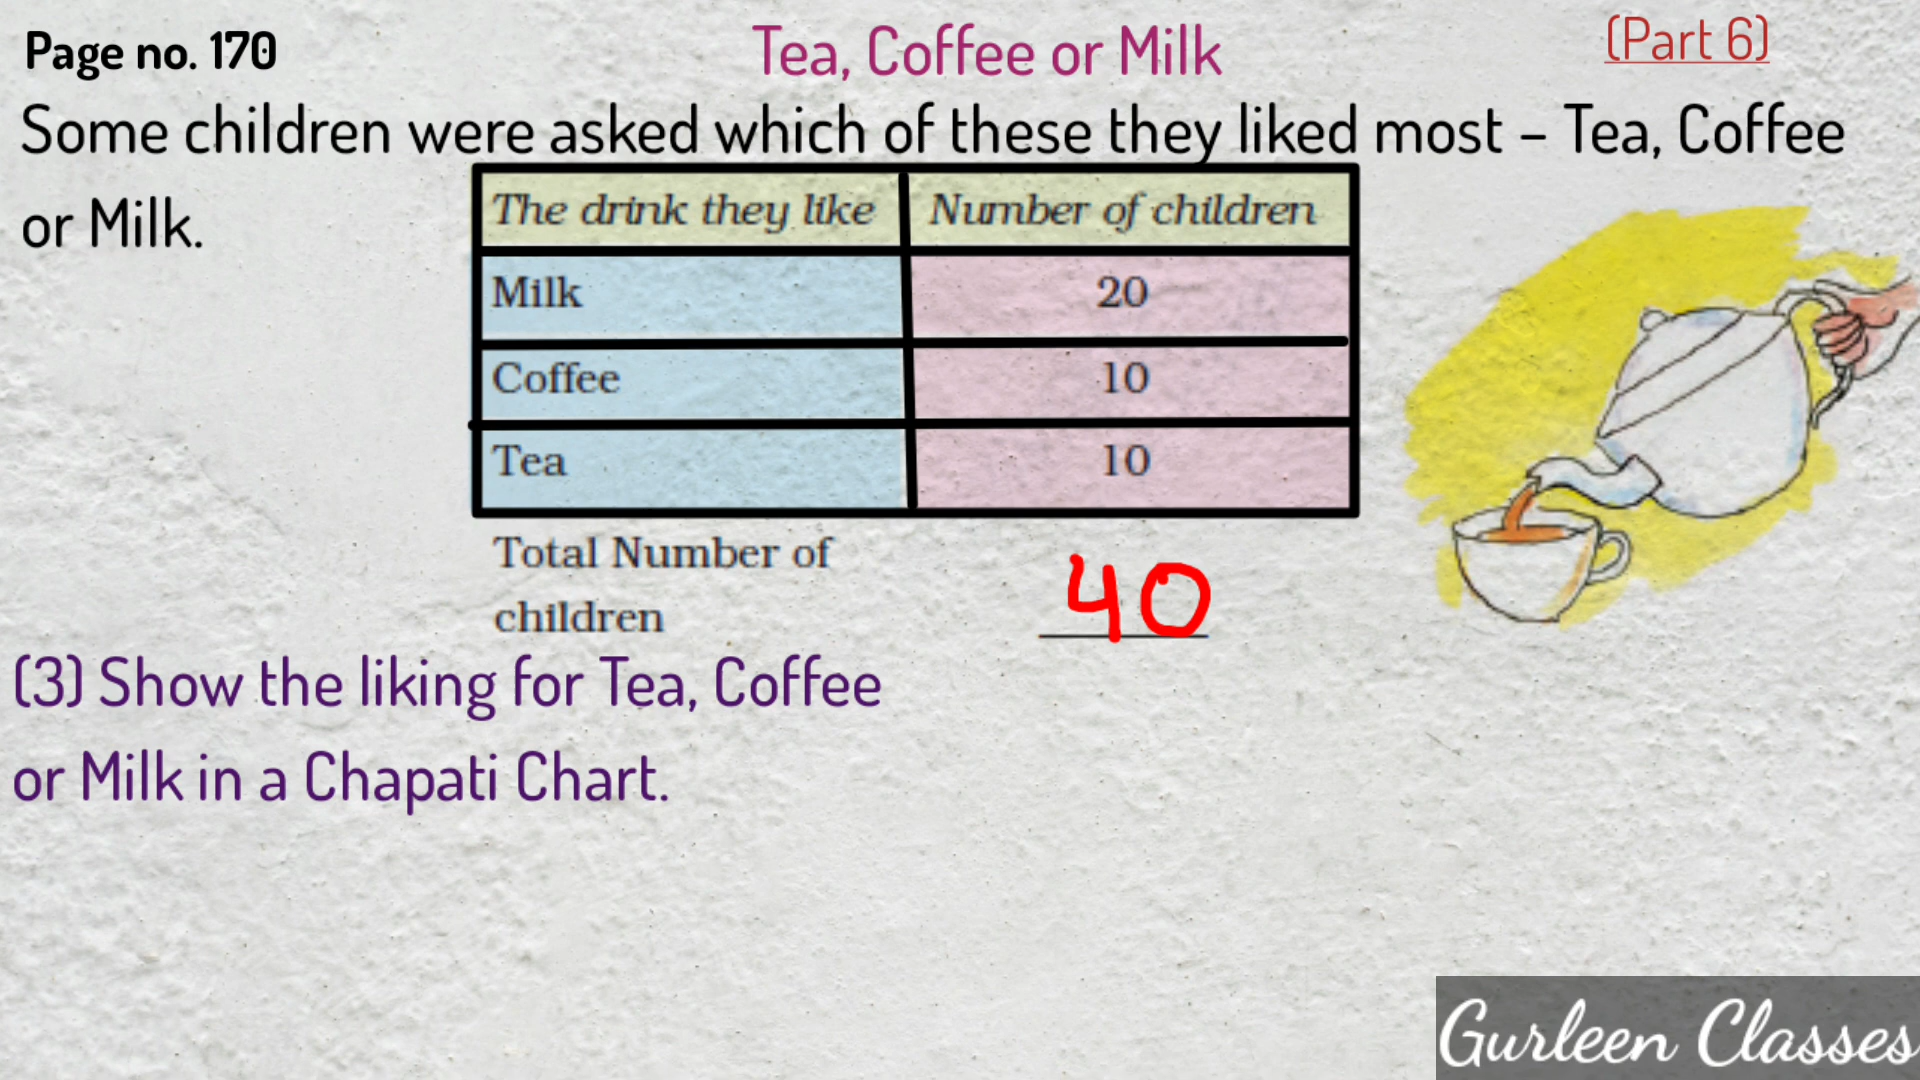 Page no. 170
Tea, Coffee or Milk
(Part 6)
Some children were asked which of these they liked most – Tea, Coffee
or Milk.
The drink they like Number of children
Milk 20
Coffee 10
Tea 10
Total Number of
children 40
(3) Show the liking for Tea, Coffee
or Milk in a Chapati Chart.
Gurleen Classes